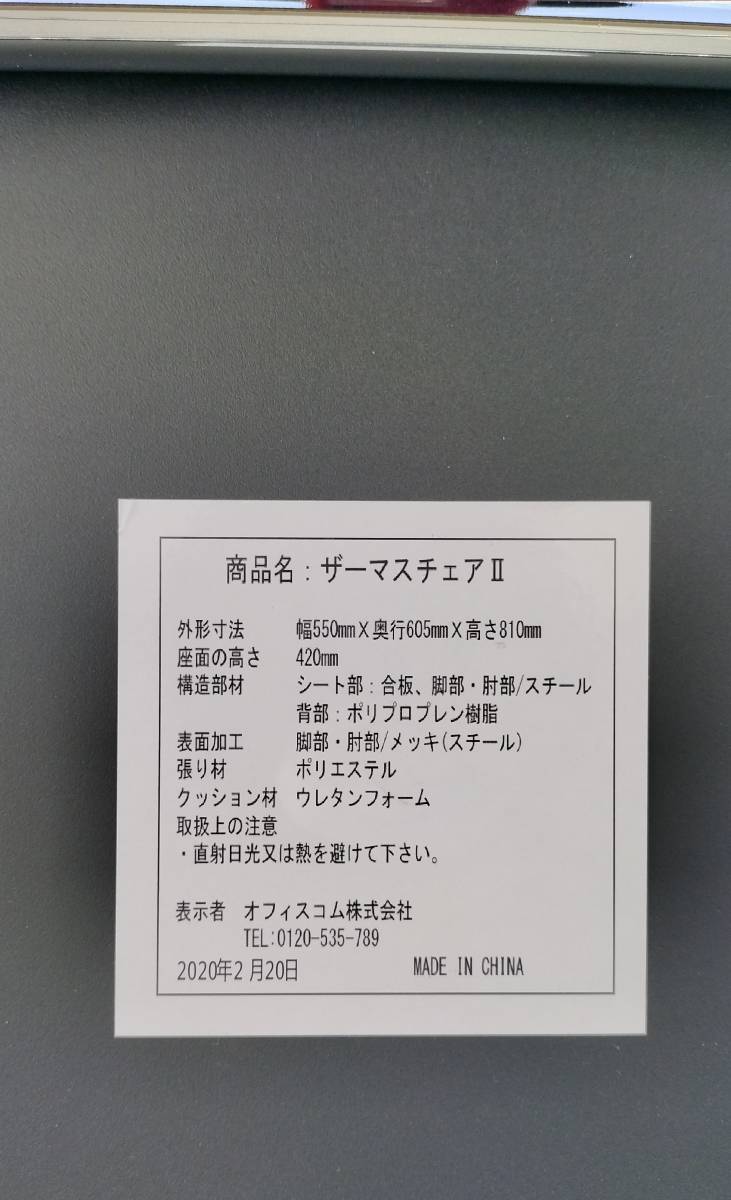 商品名：ザーマスチェアⅡ
外形寸法 幅550mmＸ奥行605mmＸ高さ810mm
座面の高さ 420mm
構造部材 シート部：合板、脚部・肘部/スチール
背部：ポリプロプレン樹脂
表面加工 脚部・肘部/メッキ(スチール)
張り材 ポリエステル
クッション材 ウレタンフォーム
取扱上の注意
・直射日光又は熱を避けて下さい。
表示者 オフィスコム株式会社
TEL:0120-535-789
2020年2月20日 MADE IN CHINA